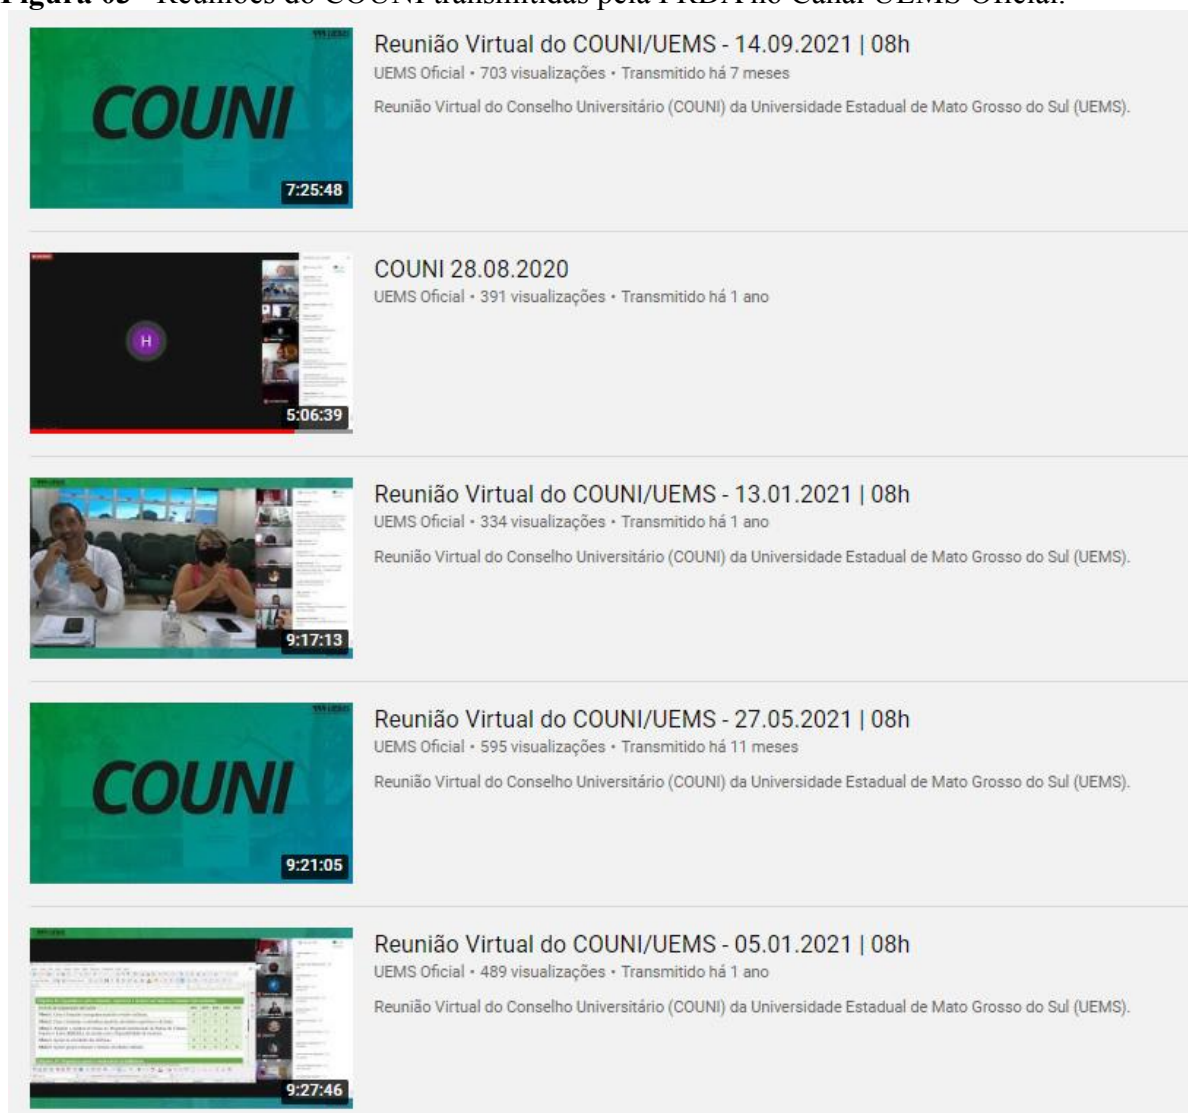 Figura 03 - Reuniões do COUNI transmitidas pela PRDA no Canal UEMS Oficial.
UEMS
COUNI
7:25:48
Reunião Virtual do COUNI/UEMS - 14.09.2021 | 08h
UEMS Oficial • 703 visualizações • Transmitido há 7 meses
Reunião Virtual do Conselho Universitário (COUNI) da Universidade Estadual de Mato Grosso do Sul (UEMS).
H
5:06:39
COUNI 28.08.2020
UEMS Oficial • 391 visualizações • Transmitido há 1 ano
9:17:13
Reunião Virtual do COUNI/UEMS - 13.01.2021 | 08h
UEMS Oficial • 334 visualizações • Transmitido há 1 ano
Reunião Virtual do Conselho Universitário (COUNI) da Universidade Estadual de Mato Grosso do Sul (UEMS).
UEMS
COUNI
9:21:05
Reunião Virtual do COUNI/UEMS - 27.05.2021 | 08h
UEMS Oficial • 595 visualizações • Transmitido há 11 meses
Reunião Virtual do Conselho Universitário (COUNI) da Universidade Estadual de Mato Grosso do Sul (UEMS).
9:27:46
Reunião Virtual do COUNI/UEMS - 05.01.2021 | 08h
UEMS Oficial • 489 visualizações • Transmitido há 1 ano
Reunião Virtual do Conselho Universitário (COUNI) da Universidade Estadual de Mato Grosso do Sul (UEMS).